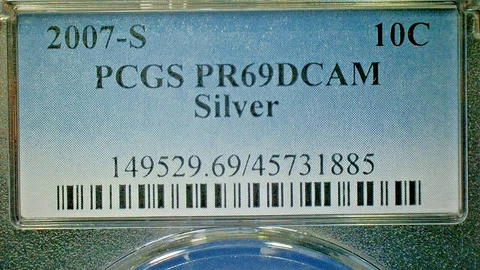 2007-S 10C
PCGS PR69DCAM
Silver
149529.69/45731885